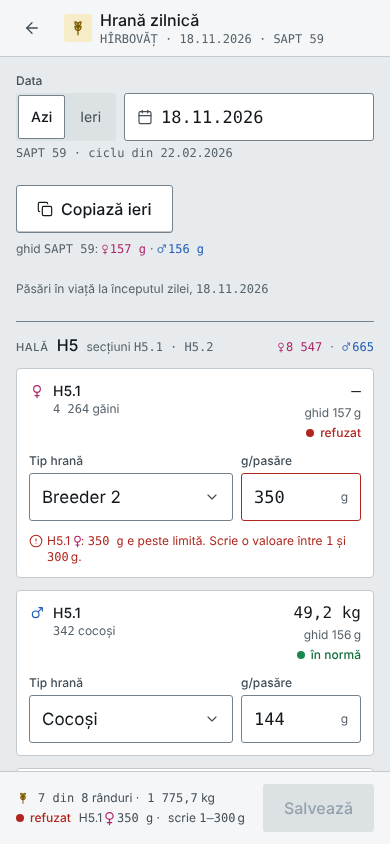 Hrană zilnică
HÎRBOVĂȚ · 18.11.2026 · SAPT 59
Data
Azi Ieri 18.11.2026
SAPT 59 · ciclu din 22.02.2026
Copiază ieri
ghid SAPT 59: ♀157 g · ♂156 g
Păsări în viață la începutul zilei, 18.11.2026
HALĂ H5 secțiuni H5.1 · H5.2 ♀8 547 · ♂665
♀ H5.1 —
4 264 găini ghid 157 g
refuzat
Tip hrană g/pasăre
Breeder 2 350 g
H5.1 ♀: 350 g e peste limită. Scrie o valoare între 1 și
300 g.
♂ H5.1 49,2 kg
342 cocoși ghid 156 g
în normă
Tip hrană g/pasăre
Cocoși 144 g
7 din 8 rânduri · 1 775,7 kg
refuzat H5.1♀350 g · scrie 1–300 g
Salvează